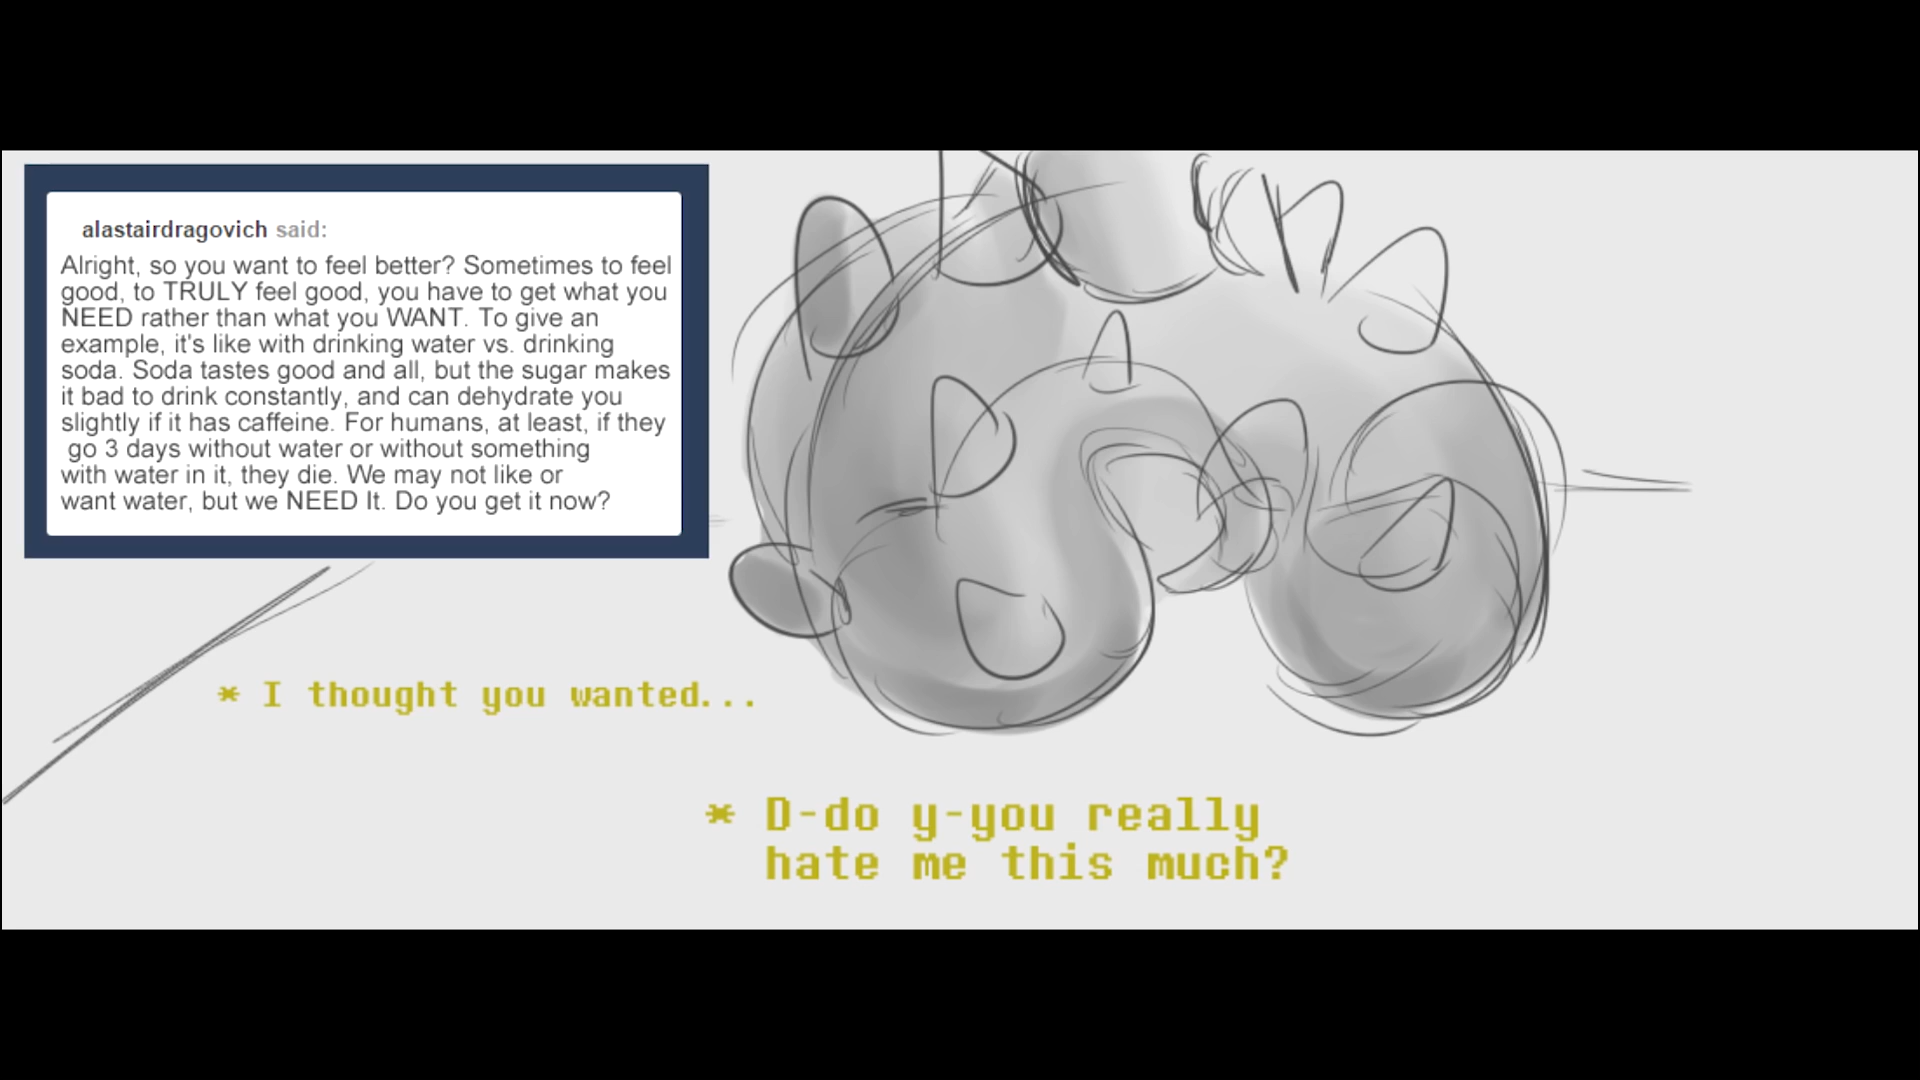 alastairdragovich said:
Alright, so you want to feel better? Sometimes to feel
good, to TRULY feel good, you have to get what you
NEED rather than what you WANT. To give an
example, it's like with drinking water vs. drinking
soda. Soda tastes good and all, but the sugar makes
it bad to drink constantly, and can dehydrate you
slightly if it has caffeine. For humans, at least, if they
go 3 days without water or without something
with water in it, they die. We may not like or
want water, but we NEED It. Do you get it now?
* I thought you wanted...
* D-do y-you really
hate me this much?